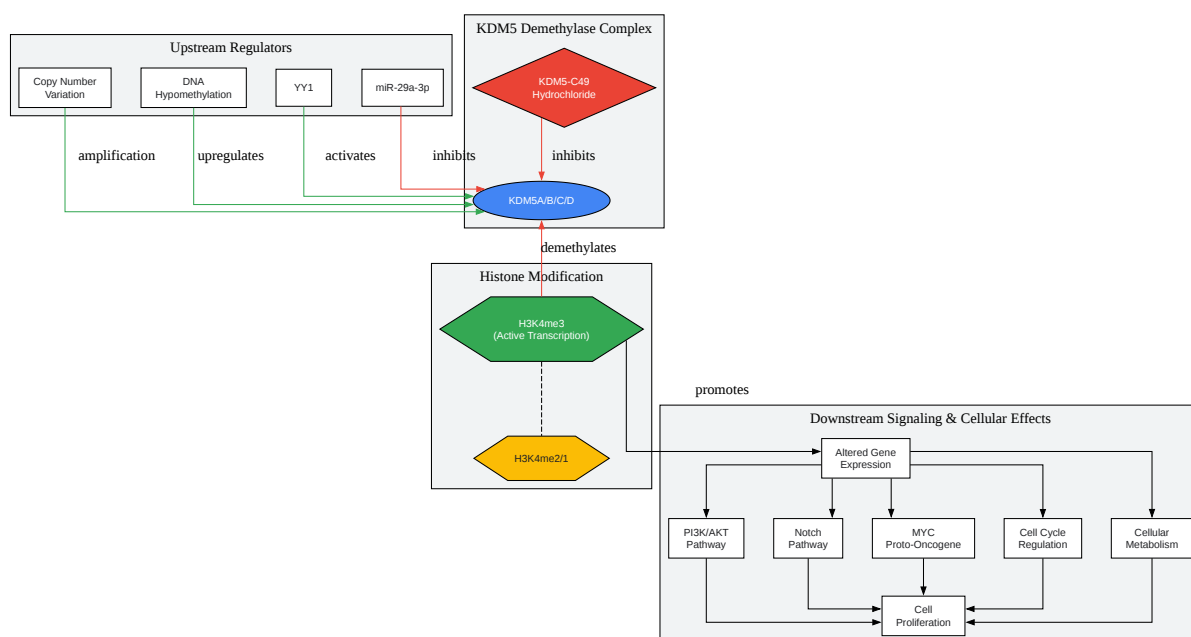 KDM5 Demethylase Complex
Upstream Regulators
Copy Number
Variation
DNA
Hypomethylation
YY1
miR-29a-3p
KDM5-C49
Hydrochloride
amplification
upregulates
activates
inhibits
inhibits
KDM5A/B/C/D
demethylates
Histone Modification
H3K4me3
(Active Transcription)
promotes
H3K4me2/1
Downstream Signaling & Cellular Effects
Altered Gene
Expression
PI3K/AKT
Pathway
Notch
Pathway
MYC
Proto-Oncogene
Cell Cycle
Regulation
Cellular
Metabolism
Cell
Proliferation